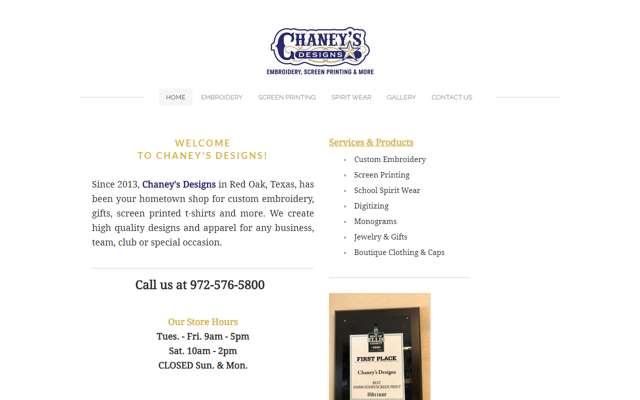 CHANEY'S
DESIGNS
EMBROIDERY, SCREEN PRINTING & MORE
HOME EMBROIDERY SCREEN PRINTING SPIRIT WEAR GALLERY CONTACT US
WELCOME
TO CHANEY'S DESIGNS!
Since 2013, Chaney's Designs in Red Oak, Texas, has
been your hometown shop for custom embroidery,
gifts, screen printed t-shirts and more. We create
high quality designs and apparel for any business,
team, club or special occasion.
Call us at 972-576-5800
Our Store Hours
Tues. - Fri. 9am - 5pm
Sat. 10am - 2pm
CLOSED Sun. & Mon.
Services & Products
Custom Embroidery
Screen Printing
School Spirit Wear
Digitizing
Monograms
Jewelry & Gifts
Boutique Clothing & Caps
FIRST PLACE
Chaney's Designs
BEST
EMBROIDERY/SCREEN PRINT